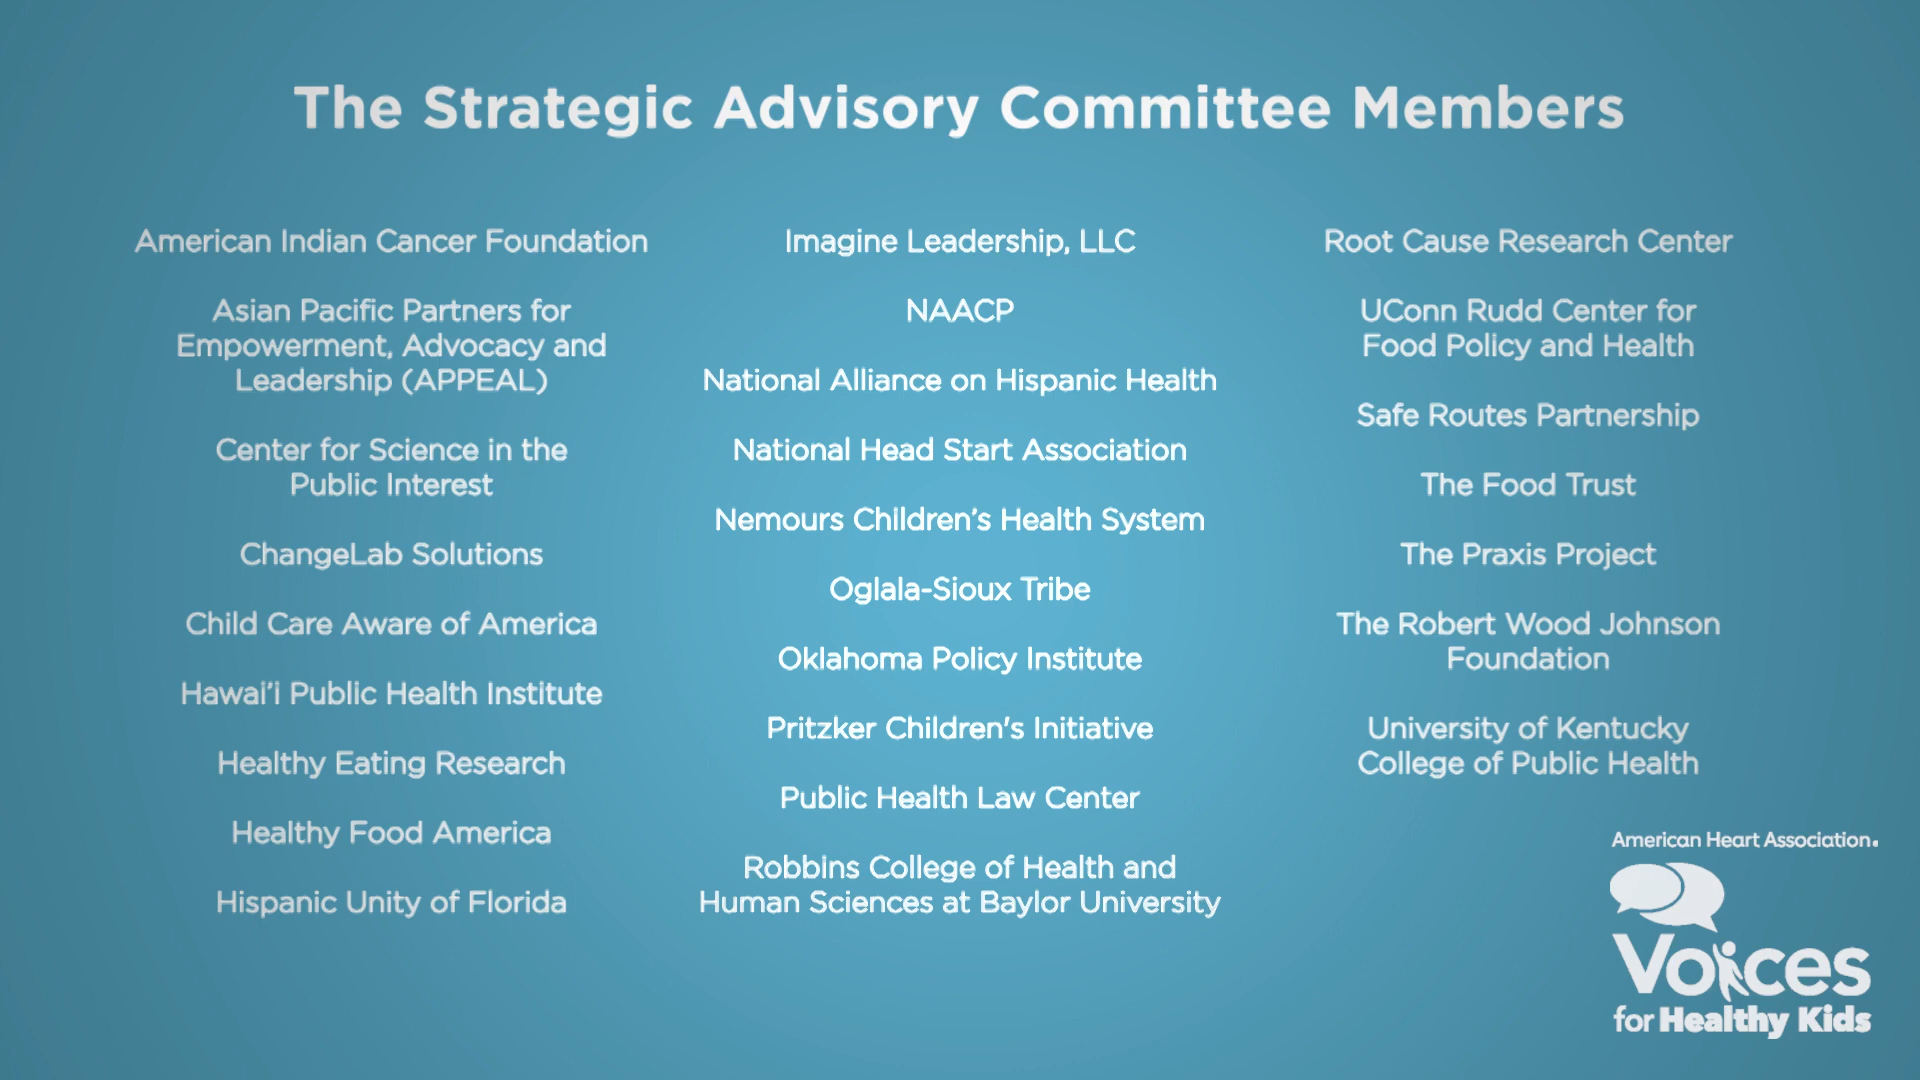 The Strategic Advisory Committee Members
American Indian Cancer Foundation
Asian Pacific Partners for
Empowerment, Advocacy and
Leadership (APPEAL)
Center for Science in the
Public Interest
ChangeLab Solutions
Child Care Aware of America
Hawai'i Public Health Institute
Healthy Eating Research
Healthy Food America
Hispanic Unity of Florida
Imagine Leadership, LLC
NAACP
National Alliance on Hispanic Health
National Head Start Association
Nemours Children’s Health System
Oglala-Sioux Tribe
Oklahoma Policy Institute
Pritzker Children's Initiative
Public Health Law Center
Robbins College of Health and
Human Sciences at Baylor University
Root Cause Research Center
UConn Rudd Center for
Food Policy and Health
Safe Routes Partnership
The Food Trust
The Praxis Project
The Robert Wood Johnson
Foundation
University of Kentucky
College of Public Health
American Heart Association.
Voices
for Healthy Kids